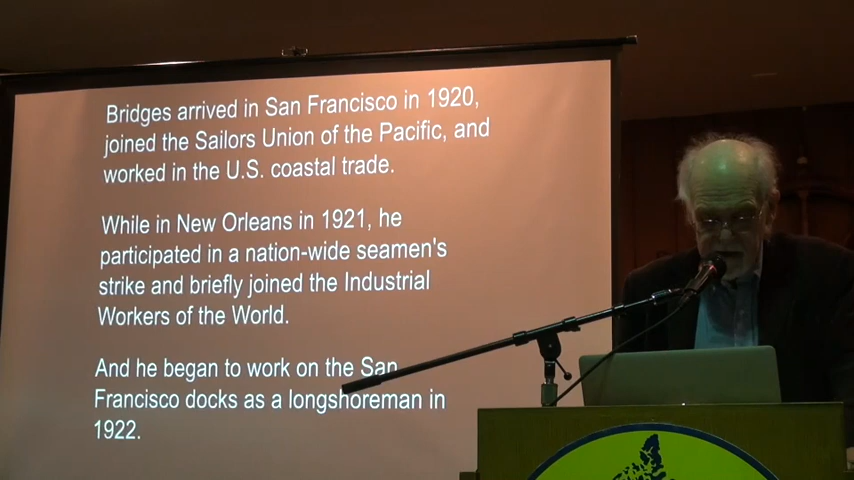 Bridges arrived in San Francisco in 1920,
joined the Sailors Union of the Pacific, and
worked in the U.S. coastal trade.
While in New Orleans in 1921, he
participated in a nation-wide seamen's
strike and briefly joined the Industrial
Workers of the World.
And he began to work on the San
Francisco docks as a longshoreman in
1922.